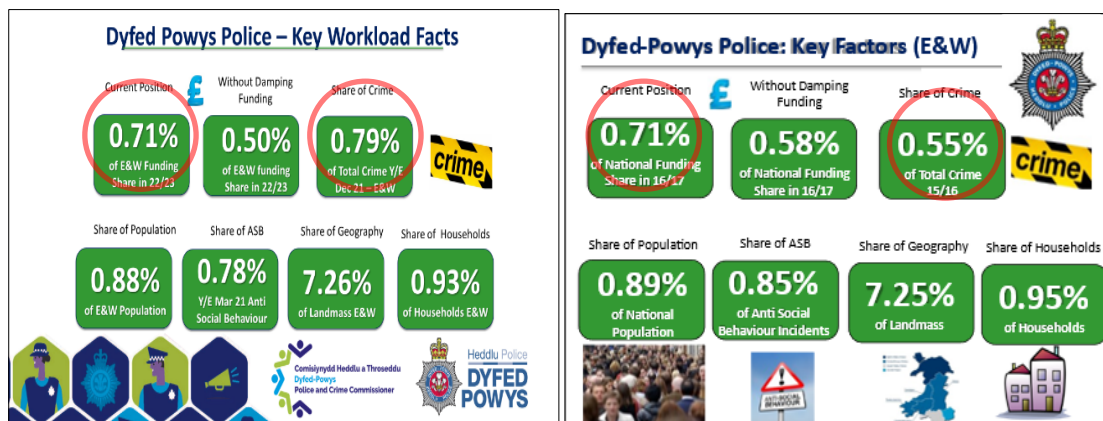 Dyfed Powys Police – Key Workload Facts
Current Position
£
Without Damping
Funding
Share of Crime
0.71%
of E&W Funding
Share in 22/23
0.50%
of E&W funding
Share in 22/23
0.79%
of Total Crime Y/E
Dec 21 – E&W
crime
Share of Population
Share of ASB
Share of Geography
Share of Households
0.88%
of E&W Population
0.78%
Y/E Mar 21 Anti
Social Behaviour
7.26%
of Landmass E&W
0.93%
of Households E&W
Comisiynydd Heddlu a Throseddu
Dyfed-Powys
Police and Crime Commissioner
Heddlu Police
DYFED
POWYS
Dyfed-Powys Police: Key Factors (E&W)
DYFED-POWYS
HEDDLU POLICE
Current Position
£
Without Damping
Funding
Share of Crime
0.71%
of National Funding
Share in 16/17
0.58%
of National Funding
Share in 16/17
0.55%
of Total Crime
15/16
crime
Share of Population
Share of ASB
Share of Geography
Share of Households
0.89%
of National
Population
0.85%
of Anti Social
Behaviour Incidents
7.25%
of Landmass
0.95%
of Households
ANTI-SOCIAL
BEHAVIOUR